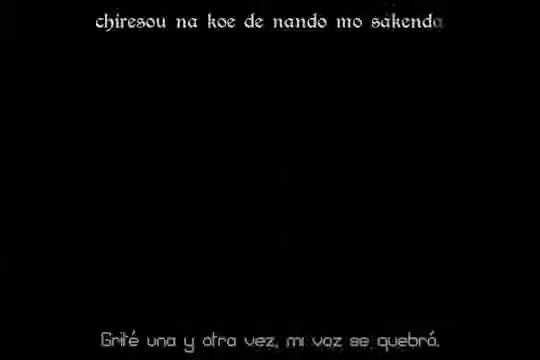 chiresou na koe de nando mo sakenda
Grité una y otra vez, mi voz se quebró.